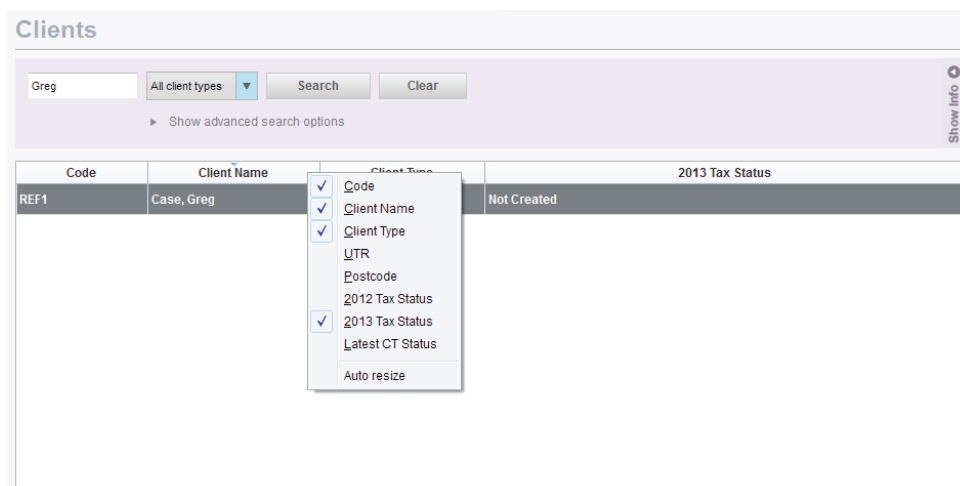 Clients
Greg
All client types
Search
Clear
Show advanced search options
Show Info
Code
Client Name
Client Type
2013 Tax Status
REF1
Case, Greg
Not Created
Code
Client Name
Client Type
UTR
Postcode
2012 Tax Status
2013 Tax Status
Latest CT Status
Auto resize